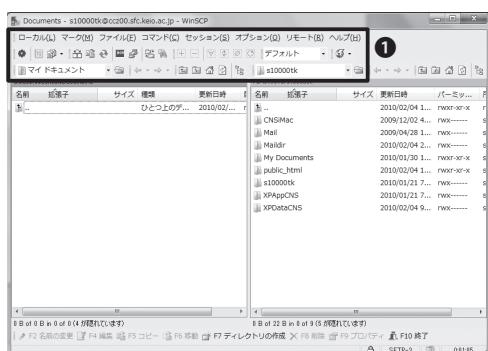 Documents - s10000tk@ccz00.sfc.keio.ac.jp - WinSCP
ローカル(L) マーク(M) ファイル(F) コマンド(C) セッション(S) オプション(O) リモート(R) ヘルプ(H)
デフォルト
1
マイ ドキュメント s10000tk
名前 拡張子 サイズ 種類 更新日時
.. ひとつ上のデ... 2010/02/...
名前 拡張子 サイズ 更新日時 パーミッ...
.. 2010/02/04 1... rwxr-xr-x
CNSiMac 2009/12/02 4... rwx------
Mail 2009/04/28 1... rwx------
Maildir 2010/02/04 2... rwx------
My Documents 2010/01/30 1... rwxr-xr-x
public_html 2010/02/04 1... rwxr-xr-x
s10000tk 2010/01/21 7... rwx------
XPAppCNS 2010/01/21 7... rwx------
XPDataCNS 2010/02/04 9... rwx------
0 B of 0 B in 0 of 0 (4 が隠れています)
0 B of 22 B in 0 of 9 (5 が隠れています)
F2 名前の変更 F4 編集 F5 コピー F6 移動 F7 ディレクトリの作成 F8 削除 F9 プロパティ F10 終了
SFTP-3 0:01:05